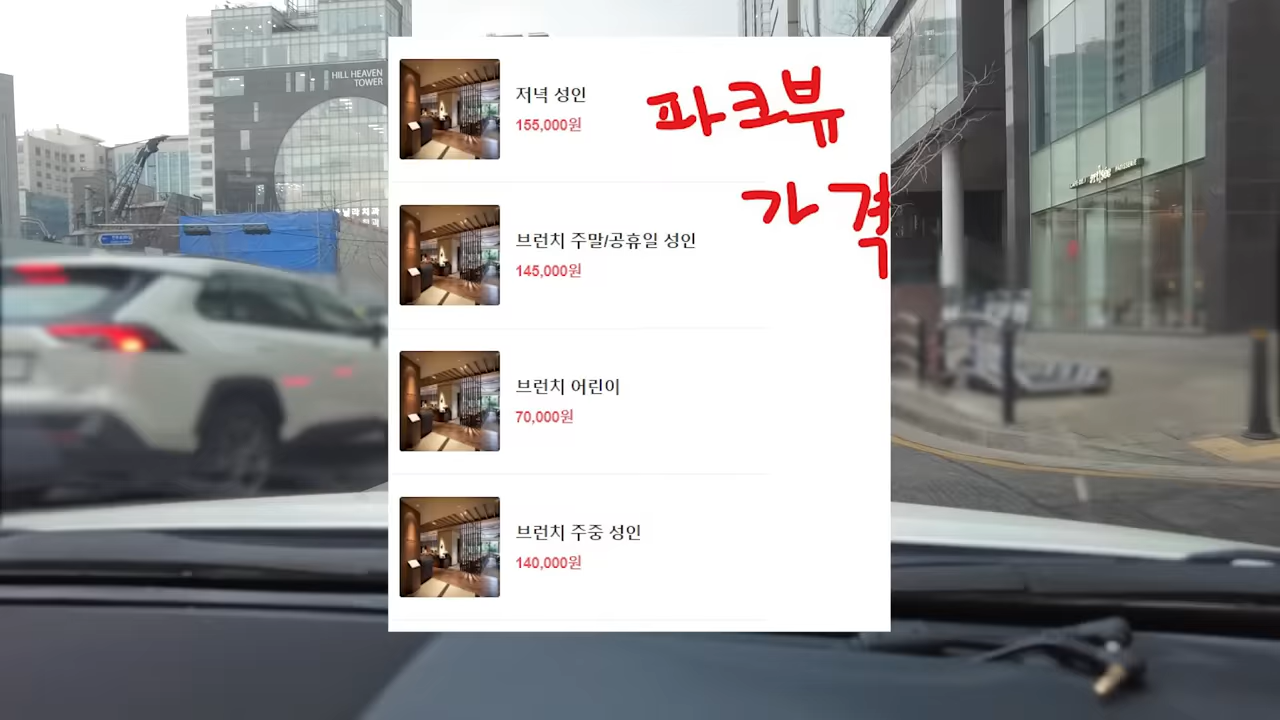 HILL HEAVEN
TOWER
저녁 성인
155,000원
파크뷰
가격
브런치 주말/공휴일 성인
145,000원
브런치 어린이
70,000원
브런치 주중 성인
140,000원